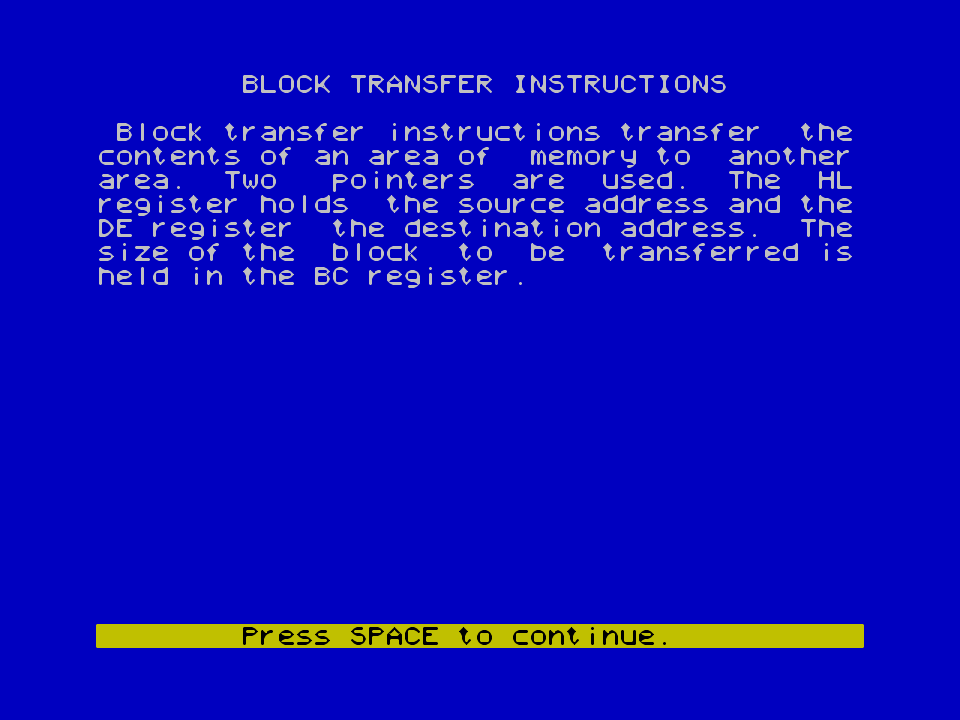 BLOCK TRANSFER INSTRUCTIONS
Block transfer instructions transfer  the
contents of an area of  memory to  another
area.  Two   pointers  are  used.  The  HL
register holds  the source address and the
DE register  the destination address.  The
size of the  block  to  be  transferred is
held in the BC register.
Press SPACE to continue.